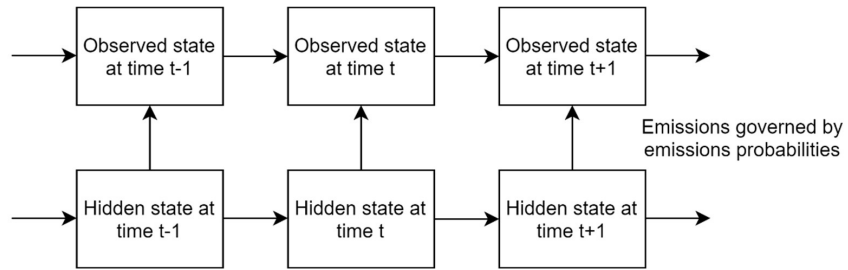 Observed state
at time t-1
Observed state
at time t
Observed state
at time t+1
Emissions governed by
emissions probabilities
Hidden state at
time t-1
Hidden state at
time t
Hidden state at
time t+1